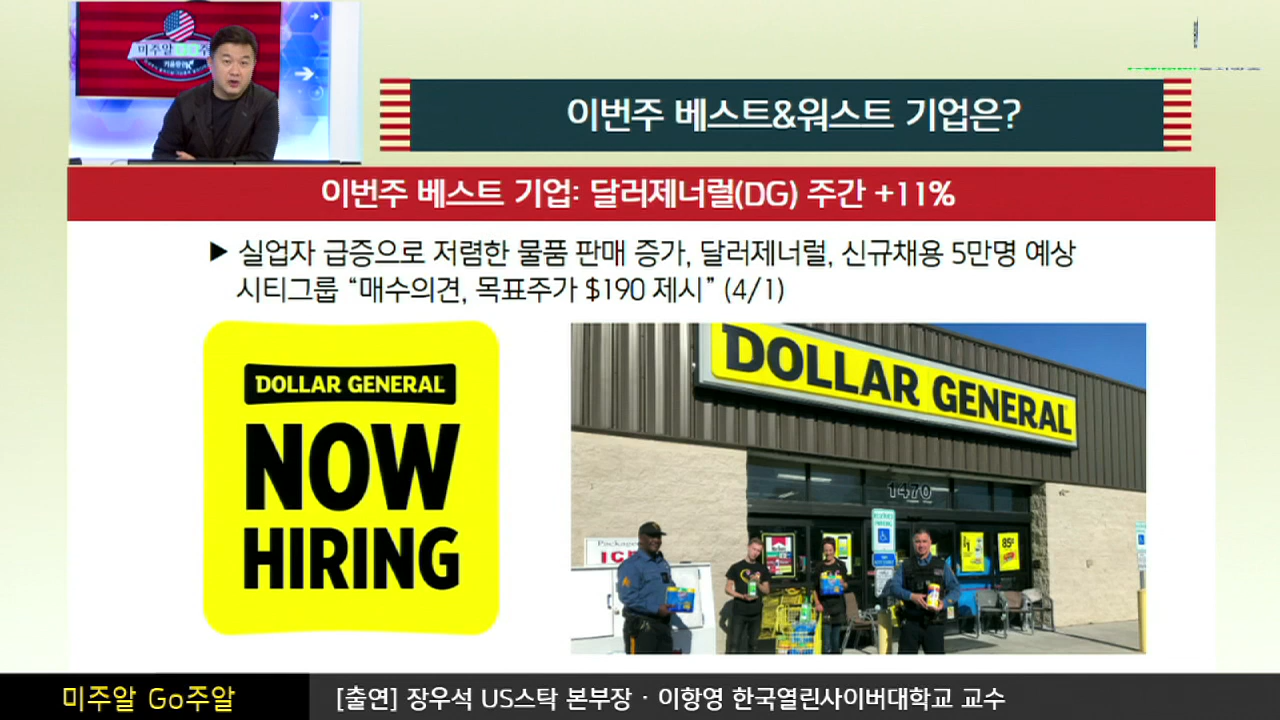 미주알
이번주 베스트&워스트 기업은?
이번주 베스트 기업: 달러제너럴(DG) 주간 +11%
▶ 실업자 급증으로 저렴한 물품 판매 증가, 달러제너럴, 신규채용 5만명 예상
시티그룹 “매수의견, 목표주가 $190 제시” (4/1)
DOLLAR GENERAL
NOW
HIRING
DOLLAR GENERAL
1470
85¢
미주알 Go주알
[출연] 장우석 US스탁 본부장 · 이항영 한국열린사이버대학교 교수